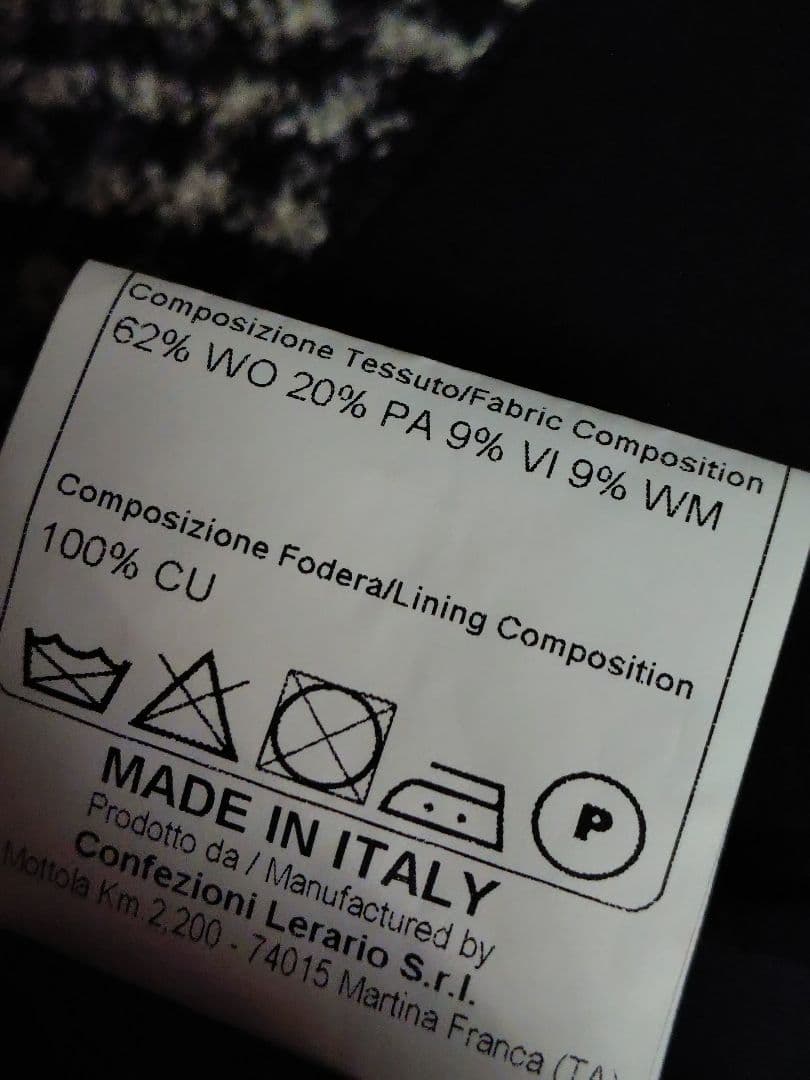 Composizione Tessuto/Fabric Composition
62% WO 20% PA 9% VI 9% WM
Composizione Fodera/Lining Composition
100% CU
P
MADE IN ITALY
Prodotto da / Manufactured by
Confezioni Lerario S.r.l.
Mottola Km 2,200 - 74015 Martina Franca (TA)